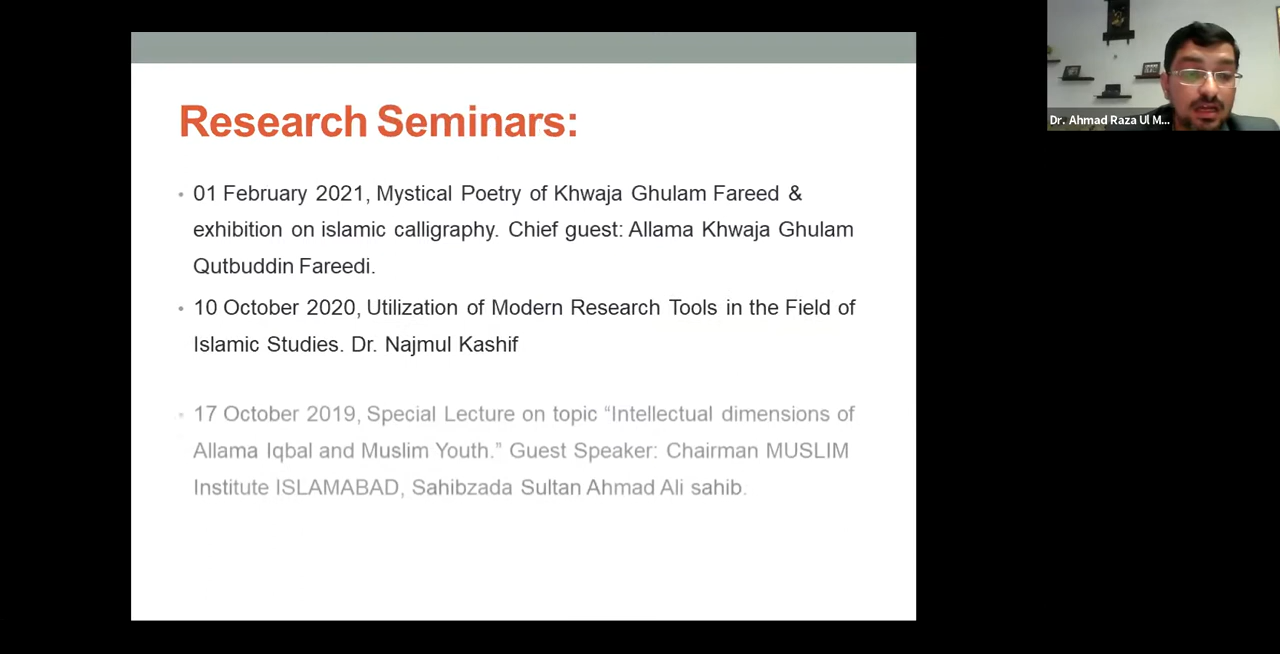 Research Seminars:
• 01 February 2021, Mystical Poetry of Khwaja Ghulam Fareed &
exhibition on islamic calligraphy. Chief guest: Allama Khwaja Ghulam
Qutbuddin Fareedi.
• 10 October 2020, Utilization of Modern Research Tools in the Field of
Islamic Studies. Dr. Najmul Kashif
• 17 October 2019, Special Lecture on topic “Intellectual dimensions of
Allama Iqbal and Muslim Youth.” Guest Speaker: Chairman MUSLIM
Institute ISLAMABAD, Sahibzada Sultan Ahmad Ali sahib.
Dr. Ahmad Raza Ul M...